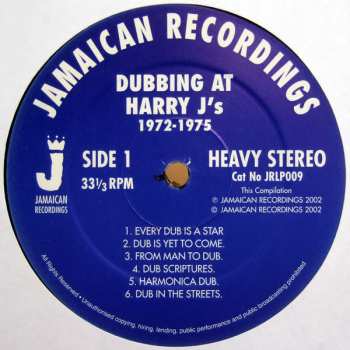 JAMAICAN RECORDINGS
DUBBING AT
HARRY J's
1972-1975
J
JAMAICAN
RECORDINGS
SIDE 1
33 1/3 RPM
HEAVY STEREO
Cat No JRLP009
This Compilation
℗ JAMAICAN RECORDINGS 2002
© JAMAICAN RECORDINGS 2002
1. EVERY DUB IS A STAR
2. DUB IS YET TO COME.
3. FROM MAN TO DUB.
4. DUB SCRIPTURES.
5. HARMONICA DUB.
6. DUB IN THE STREETS.
All Rights Reserved • Unauthorised copying, hiring, lending, public performance and public broadcasting prohibited